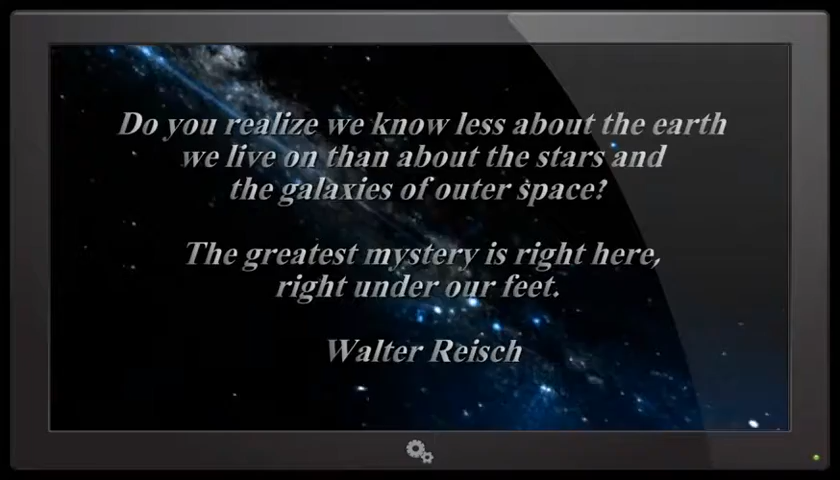 Do you realize we know less about the earth
we live on than about the stars and
the galaxies of outer space?
The greatest mystery is right here,
right under our feet.
Walter Reisch